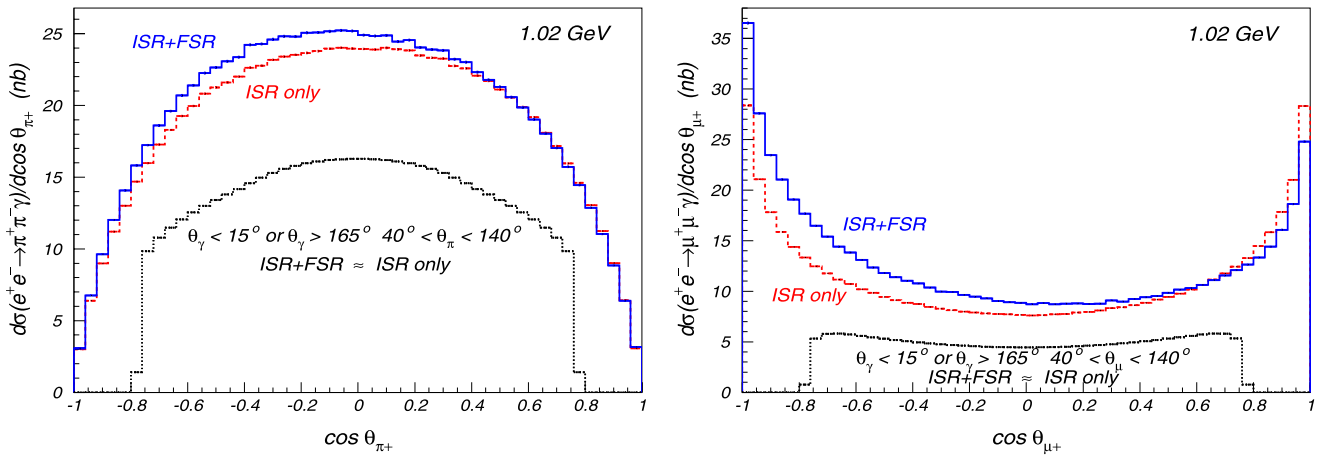 dσ(e⁺e⁻→π⁺π⁻γ)/dcos θπ+ (nb)
25
20
15
10
5
0
ISR+FSR
1.02 GeV
ISR only
θγ < 15° or θγ > 165° 40° < θπ < 140°
ISR+FSR ≈ ISR only
-1 -0.6 -0.2 0 0.2 0.4 0.6 0.8 1
cos θπ+
dσ(e⁺e⁻→μ⁺μ⁻γ)/dcos θμ+ (nb)
35
30
25
20
15
10
5
0
1.02 GeV
ISR+FSR
ISR only
θγ < 15° or θγ > 165° 40° < θμ < 140°
ISR+FSR ≈ ISR only
-1 -0.8 -0.6 -0.4 -0.2 0 0.2 0.4 0.6 0.8 1
cos θμ+